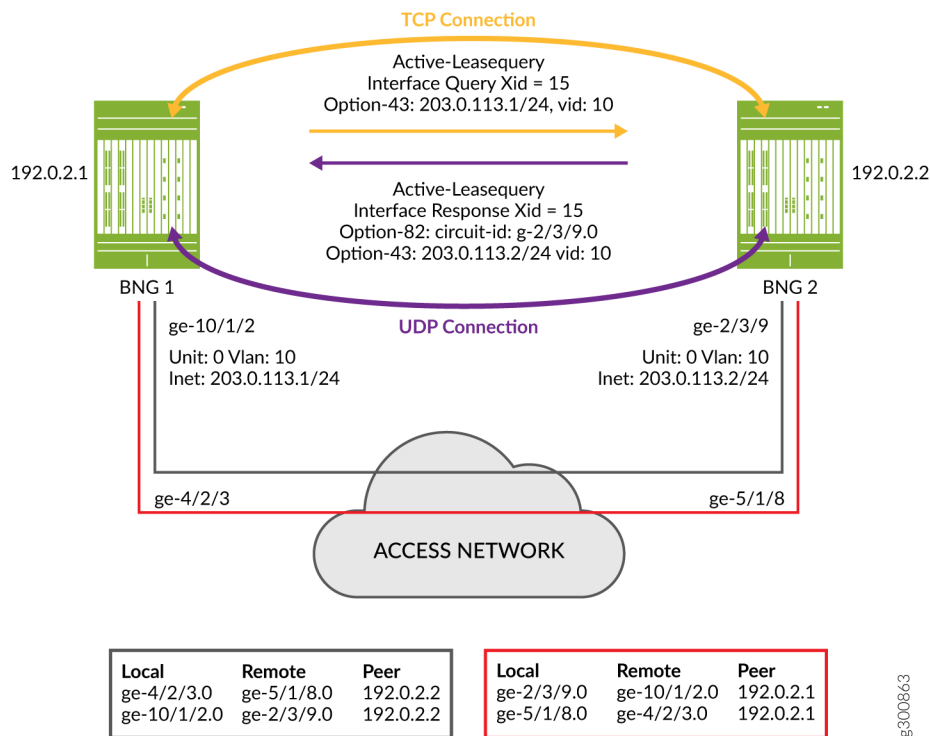 TCP Connection
Active-Leasequery
Interface Query Xid = 15
Option-43: 203.0.113.1/24, vid: 10
192.0.2.1
192.0.2.2
Active-Leasequery
Interface Response Xid = 15
Option-82: circuit-id: g-2/3/9.0
Option-43: 203.0.113.2/24 vid: 10
BNG 1
BNG 2
UDP Connection
ge-10/1/2
Unit: 0 Vlan: 10
Inet: 203.0.113.1/24
ge-2/3/9
Unit: 0 Vlan: 10
Inet: 203.0.113.2/24
ge-4/2/3
ge-5/1/8
ACCESS NETWORK
Local Remote Peer
ge-4/2/3.0 ge-5/1/8.0 192.0.2.2
ge-10/1/2.0 ge-2/3/9.0 192.0.2.2
Local Remote Peer
ge-2/3/9.0 ge-10/1/2.0 192.0.2.1
ge-5/1/8.0 ge-4/2/3.0 192.0.2.1
g300863